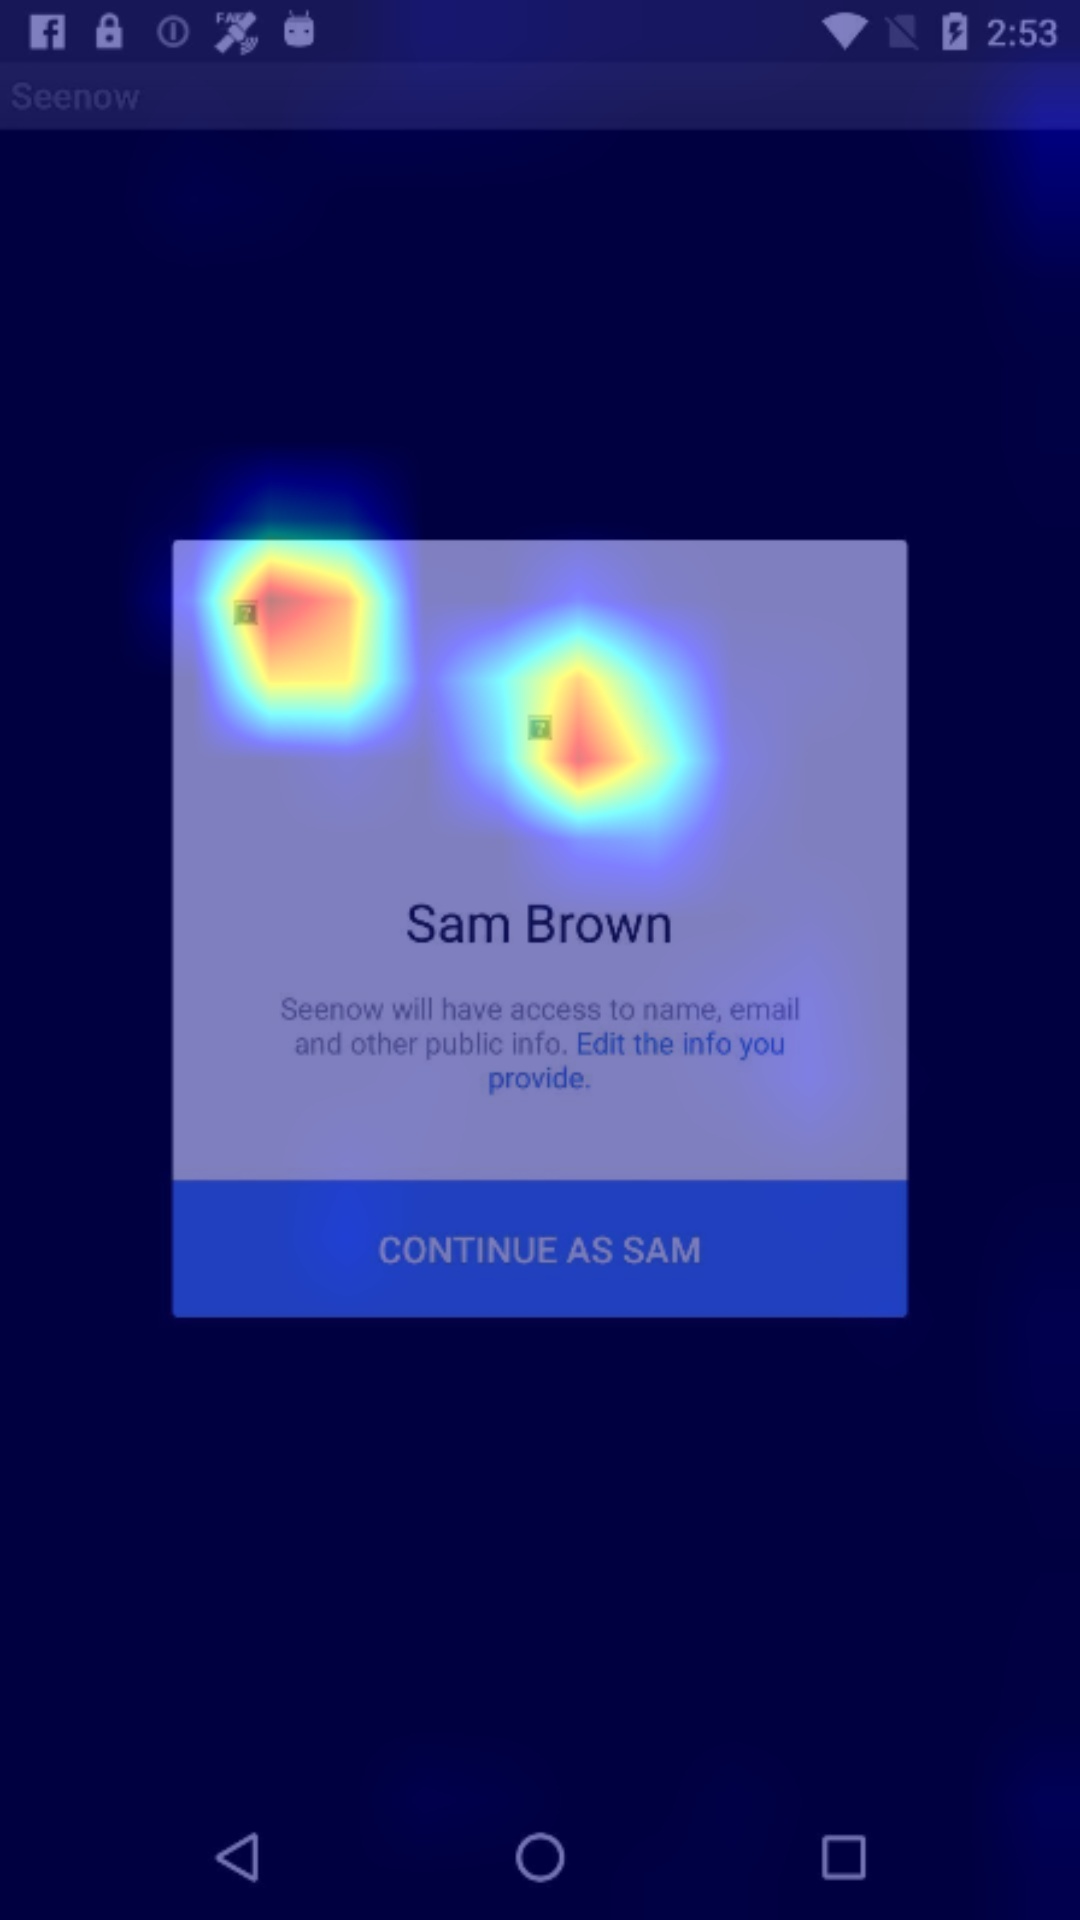 2:53
Seenow
Sam Brown
Seenow will have access to name, email
and other public info. Edit the info you
provide.
CONTINUE AS SAM